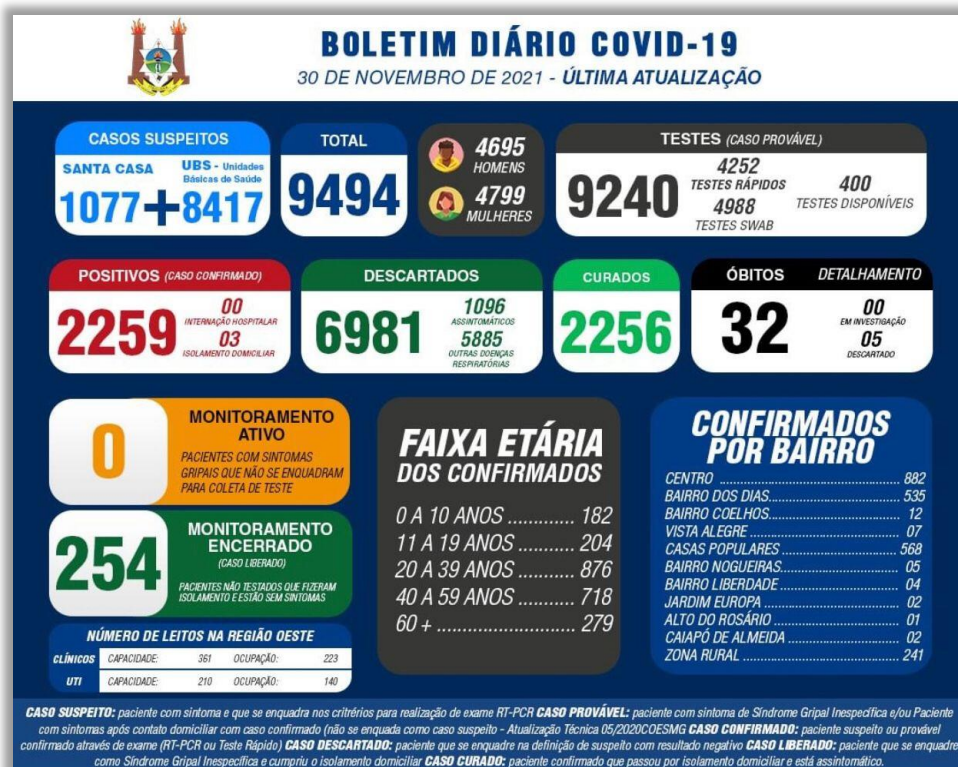 BOLETIM DIÁRIO COVID-19
30 DE NOVEMBRO DE 2021 - ÚLTIMA ATUALIZAÇÃO
CASOS SUSPEITOS
SANTA CASA
1077
+
UBS - Unidades
Básicas de Saúde
8417
TOTAL
9494
4695
HOMENS
4799
MULHERES
TESTES (CASO PROVÁVEL)
9240
4252
TESTES RÁPIDOS
4988
TESTES SWAB
400
TESTES DISPONÍVEIS
POSITIVOS (CASO CONFIRMADO)
2259
00
INTERNAÇÃO HOSPITALAR
03
ISOLAMENTO DOMICILIAR
DESCARTADOS
6981
1096
ASSINTOMÁTICOS
5885
OUTRAS DOENÇAS
RESPIRATÓRIAS
CURADOS
2256
ÓBITOS
32
DETALHAMENTO
00
EM INVESTIGAÇÃO
05
DESCARTADO
0
MONITORAMENTO
ATIVO
PACIENTES COM SINTOMAS
GRIPAIS QUE NÃO SE ENQUADRAM
PARA COLETA DE TESTE
254
MONITORAMENTO
ENCERRADO
(CASO LIBERADO)
PACIENTES NÃO TESTADOS QUE FIZERAM
ISOLAMENTO E ESTÃO SEM SINTOMAS
NÚMERO DE LEITOS NA REGIÃO OESTE
CLÍNICOS CAPACIDADE: 361 OCUPAÇÃO: 223
UTI CAPACIDADE: 210 OCUPAÇÃO: 140
FAIXA ETÁRIA
DOS CONFIRMADOS
0 A 10 ANOS ............ 182
11 A 19 ANOS ............ 204
20 A 39 ANOS ............ 876
40 A 59 ANOS ............ 718
60 + ......................... 279
CONFIRMADOS
POR BAIRRO
CENTRO ........................................ 882
BAIRRO DOS DIAS............................. 535
BAIRRO COELHOS............................. 12
VISTA ALEGRE ................................. 07
CASAS POPULARES .......................... 568
BAIRRO NOGUEIRAS.......................... 05
BAIRRO LIBERDADE .......................... 04
JARDIM EUROPA .............................. 02
ALTO DO ROSÁRIO ........................... 01
CAIAPÓ DE ALMEIDA ........................ 02
ZONA RURAL ................................... 241
CASO SUSPEITO: paciente com sintoma e que se enquadra nos critérios para realização de exame RT-PCR CASO PROVÁVEL: paciente com sintoma de Síndrome Gripal Inespecífica e/ou Paciente
com sintomas após contato domiciliar com caso confirmado (não se enquada como caso suspeito - Atualização Técnica 05/2020COESMG CASO CONFIRMADO: paciente suspeito ou provável
confirmado através de exame (RT-PCR ou Teste Rápido) CASO DESCARTADO: paciente que se enquadre na definição de suspeito com resultado negativo CASO LIBERADO: paciente que se enquadre
como Síndrome Gripal Inespecífica e cumpriu o isolamento domiciliar CASO CURADO: paciente confirmado que passou por isolamento domiciliar e está assintomático.